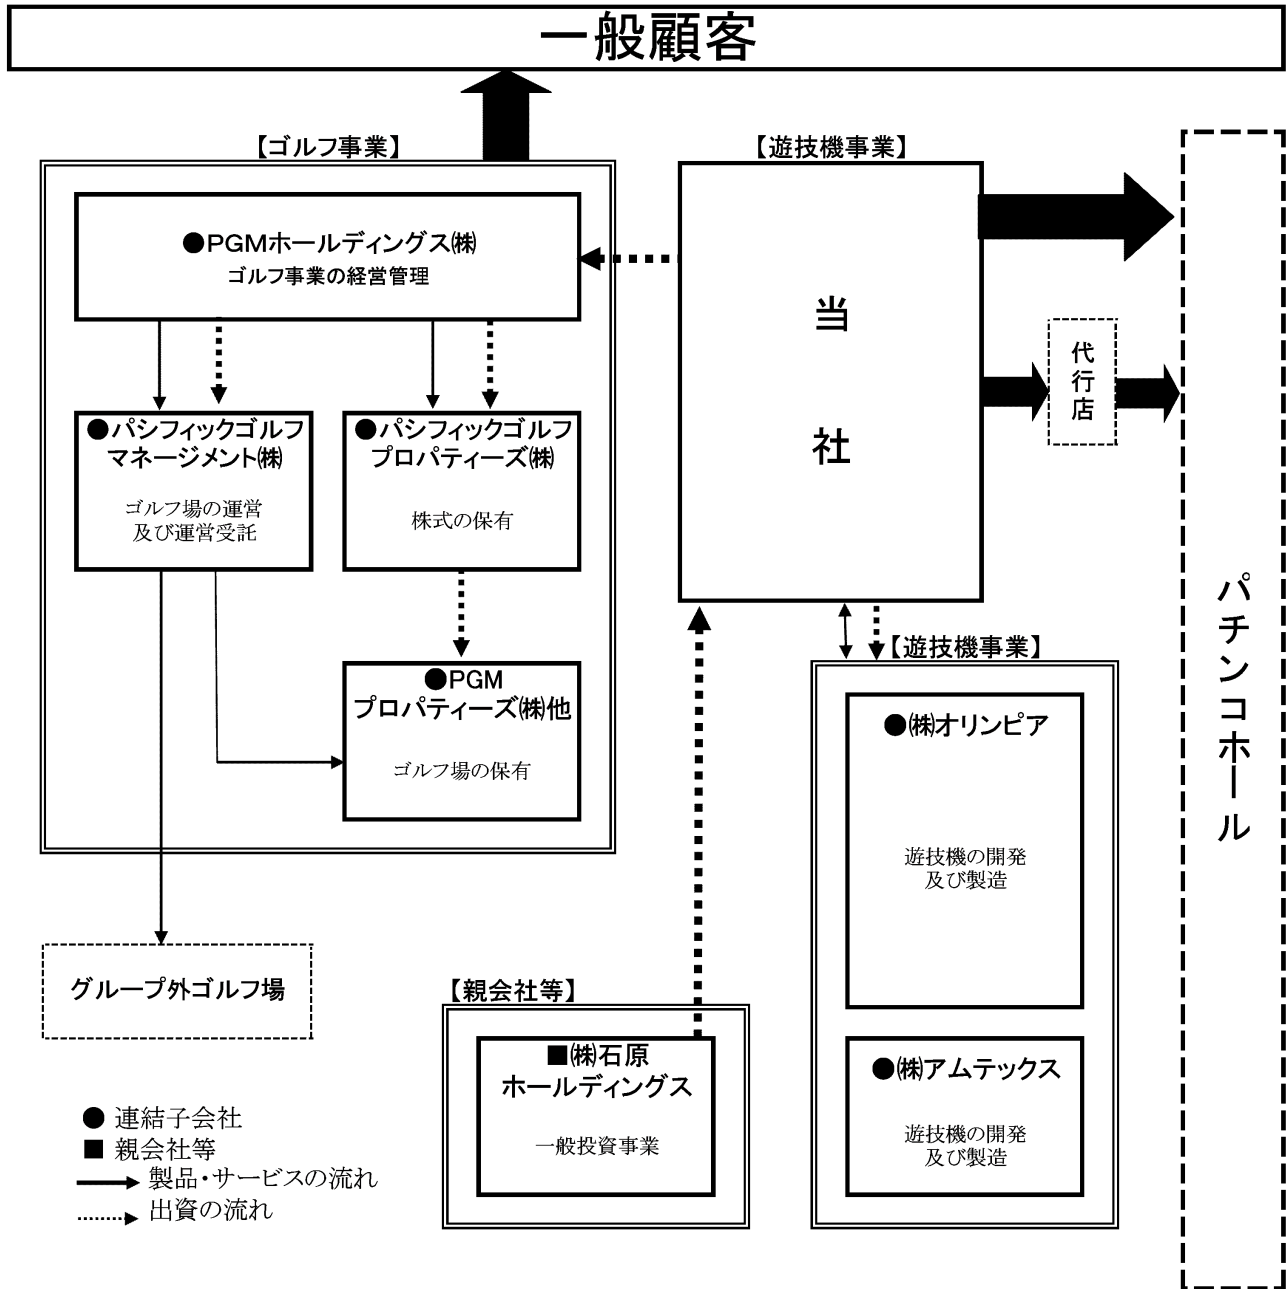 一般顧客
【ゴルフ事業】
●PGMホールディングス㈱
ゴルフ事業の経営管理
●パシフィックゴルフ
マネージメント㈱
ゴルフ場の運営
及び運営受託
●パシフィックゴルフ
プロパティーズ㈱
株式の保有
●PGM
プロパティーズ㈱他
ゴルフ場の保有
グループ外ゴルフ場
【遊技機事業】
当社
代行店
パチンコホール
【遊技機事業】
●㈱オリンピア
遊技機の開発
及び製造
●㈱アムテックス
遊技機の開発
及び製造
【親会社等】
■㈱石原
ホールディングス
一般投資事業
● 連結子会社
■ 親会社等
製品・サービスの流れ
出資の流れ